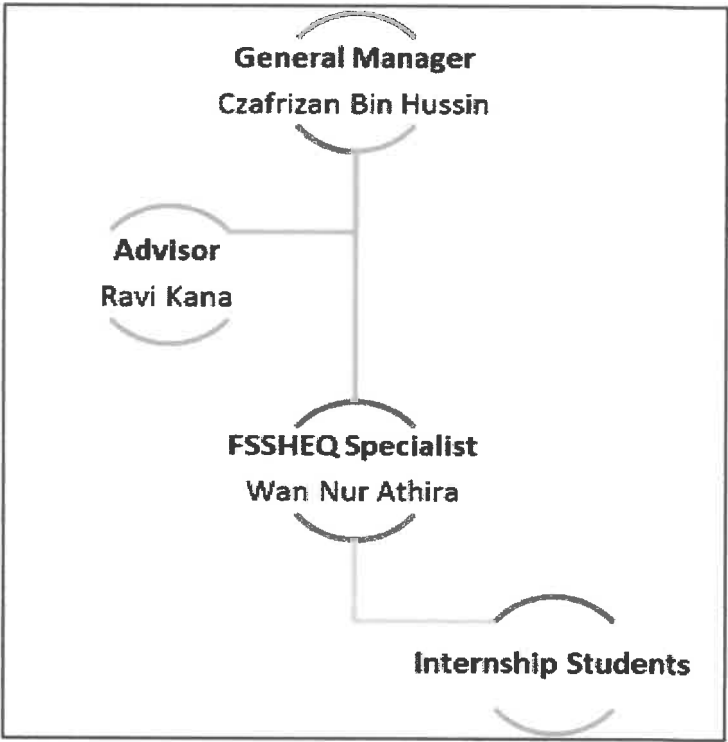 General Manager
Czafrizan Bin Hussin
Advisor
Ravi Kana
FSSHEQ Specialist
Wan Nur Athira
Internship Students